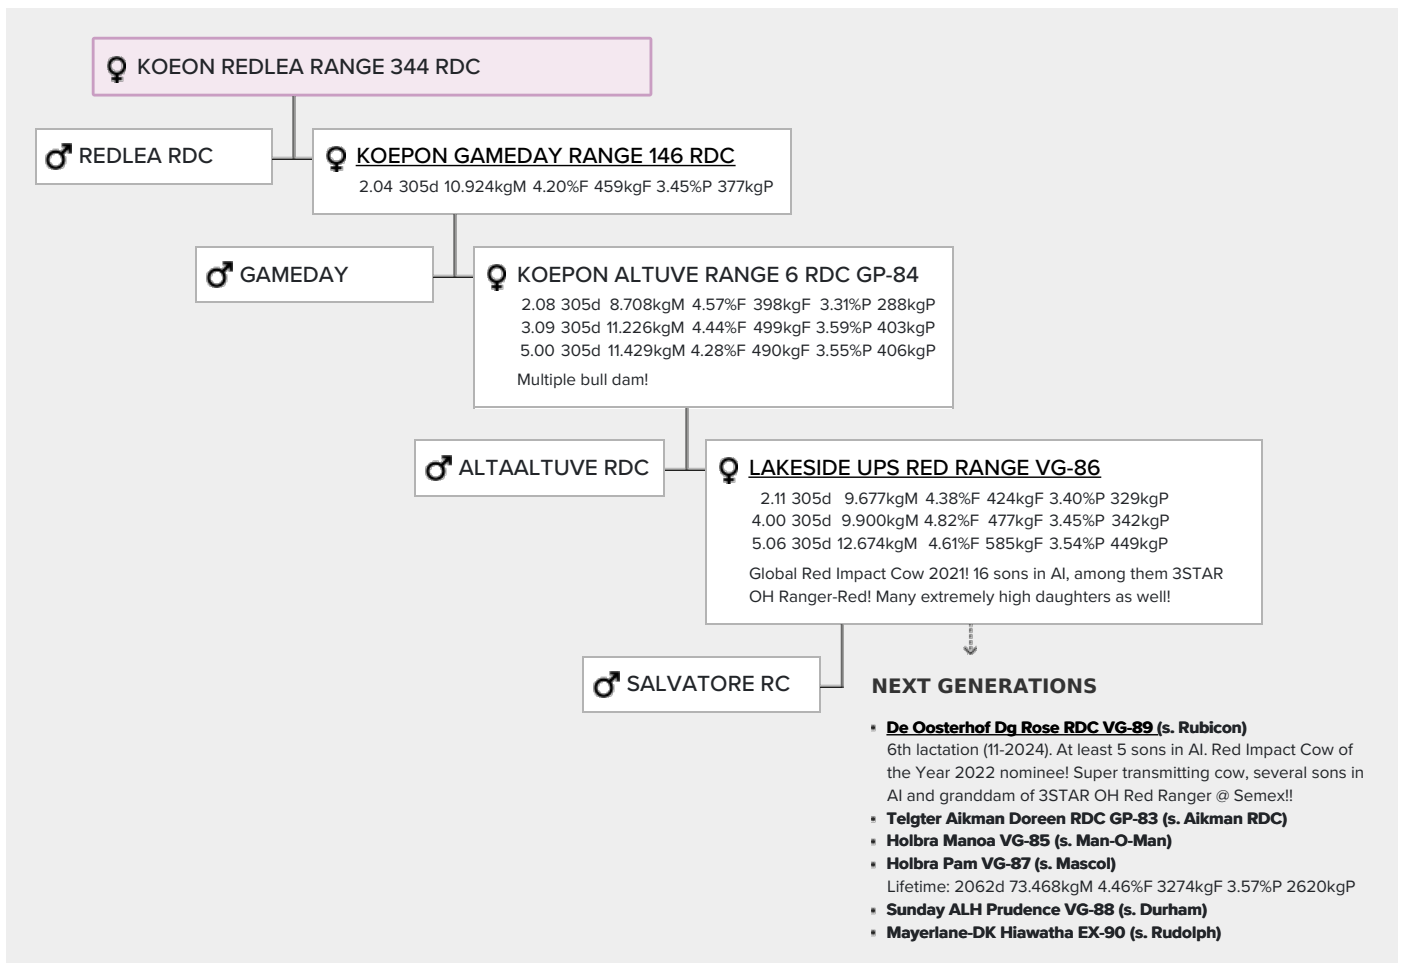 KOEON REDLEA RANGE 344 RDC
REDLEA RDC
KOEPON GAMEDAY RANGE 146 RDC
2.04 305d 10.924kgM 4.20%F 459kgF 3.45%P 377kgP
GAMEDAY
KOEPON ALTUVE RANGE 6 RDC GP-84
2.08 305d 8.708kgM 4.57%F 398kgF 3.31%P 288kgP
3.09 305d 11.226kgM 4.44%F 499kgF 3.59%P 403kgP
5.00 305d 11.429kgM 4.28%F 490kgF 3.55%P 406kgP
Multiple bull dam!
ALTAALTUVE RDC
LAKESIDE UPS RED RANGE VG-86
2.11 305d 9.677kgM 4.38%F 424kgF 3.40%P 329kgP
4.00 305d 9.900kgM 4.82%F 477kgF 3.45%P 342kgP
5.06 305d 12.674kgM 4.61%F 585kgF 3.54%P 449kgP
Global Red Impact Cow 2021! 16 sons in AI, among them 3STAR
OH Ranger-Red! Many extremely high daughters as well!
SALVATORE RC
NEXT GENERATIONS
De Oosterhof Dg Rose RDC VG-89 (s. Rubicon)
6th lactation (11-2024). At least 5 sons in AI. Red Impact Cow of
the Year 2022 nominee! Super transmitting cow, several sons in
AI and granddam of 3STAR OH Red Ranger @ Semex!!
Telgter Aikman Doreen RDC GP-83 (s. Aikman RDC)
Holbra Manoa VG-85 (s. Man-O-Man)
Holbra Pam VG-87 (s. Mascol)
Lifetime: 2062d 73.468kgM 4.46%F 3274kgF 3.57%P 2620kgP
Sunday ALH Prudence VG-88 (s. Durham)
Mayerlane-DK Hiawatha EX-90 (s. Rudolph)